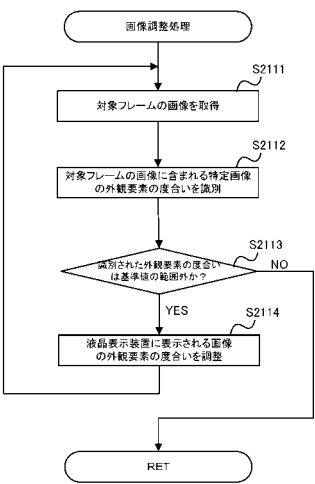 画像調整処理
S2111
対象フレームの画像を取得
S2112
対象フレームの画像に含まれる特定画像
の外観要素の度合いを識別
S2113
識別された外観要素の度合い
は基準値の範囲外か？
NO
YES
S2114
液晶表示装置に表示される画像
の外観要素の度合いを調整
RET